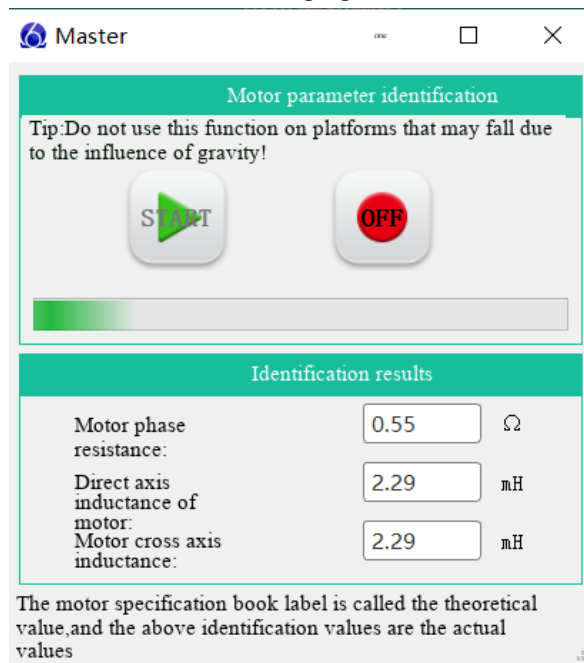 Master
one
Motor parameter identification
Tip:Do not use this function on platforms that may fall due
to the influence of gravity!
START
OFF
Identification results
Motor phase
resistance:
0.55 Ω
Direct axis
inductance of
motor:
2.29 mH
Motor cross axis
inductance:
2.29 mH
The motor specification book label is called the theoretical
value,and the above identification values are the actual
values